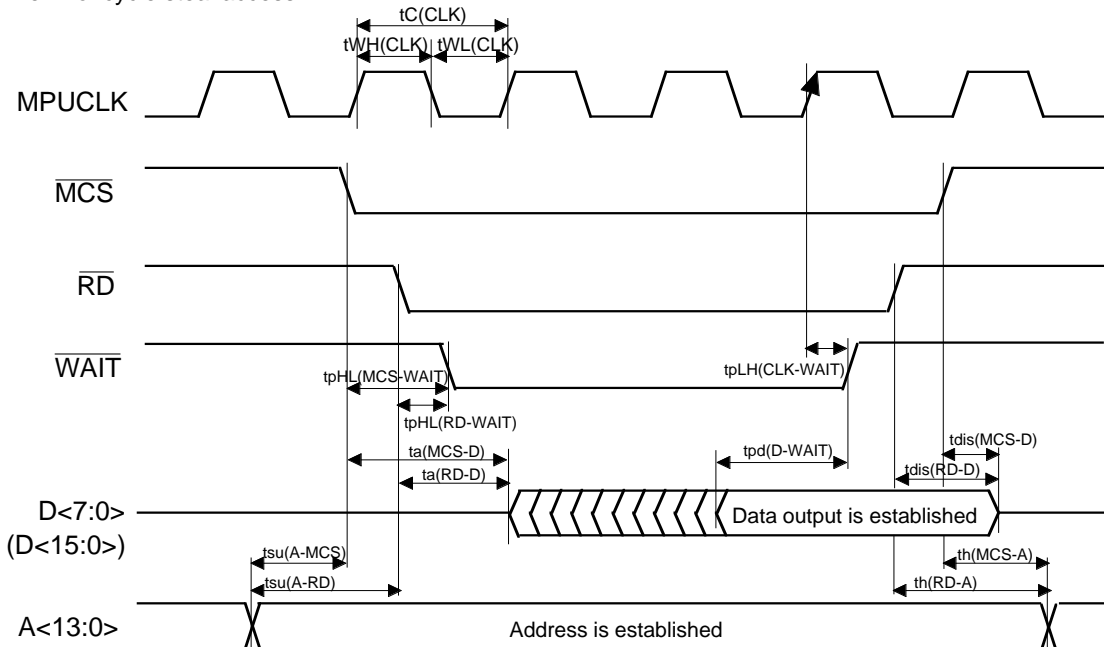 tC(CLK)
tWH(CLK) tWL(CLK)
MPUCLK
MCS
RD
WAIT
tpHL(MCS-WAIT)
tpLH(CLK-WAIT)
tpHL(RD-WAIT)
ta(MCS-D)
tpd(D-WAIT)
tdis(MCS-D)
ta(RD-D)
tdis(RD-D)
D<7:0>
Data output is established
(D<15:0>)
tsu(A-MCS)
th(MCS-A)
tsu(A-RD)
th(RD-A)
A<13:0>
Address is established